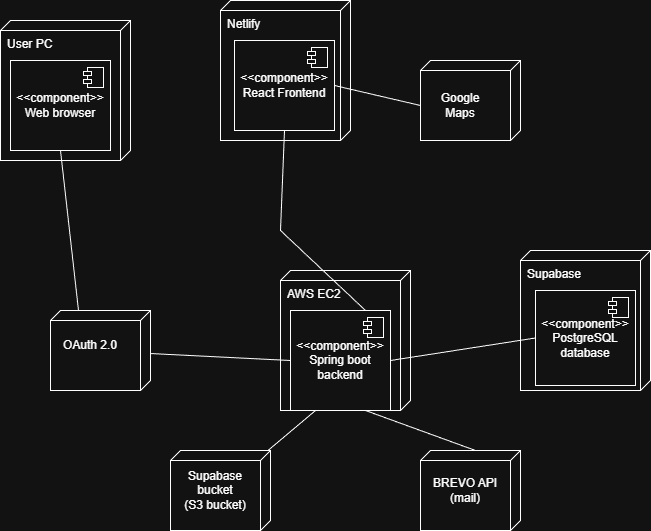 Netlify
User PC
<<component>>
React Frontend
<<component>>
Web browser
Google
Maps
Supabase
AWS EC2
<<component>>
PostgreSQL
database
OAuth 2.0
<<component>>
Spring boot
backend
Supabase
bucket
(S3 bucket)
BREVO API
(mail)